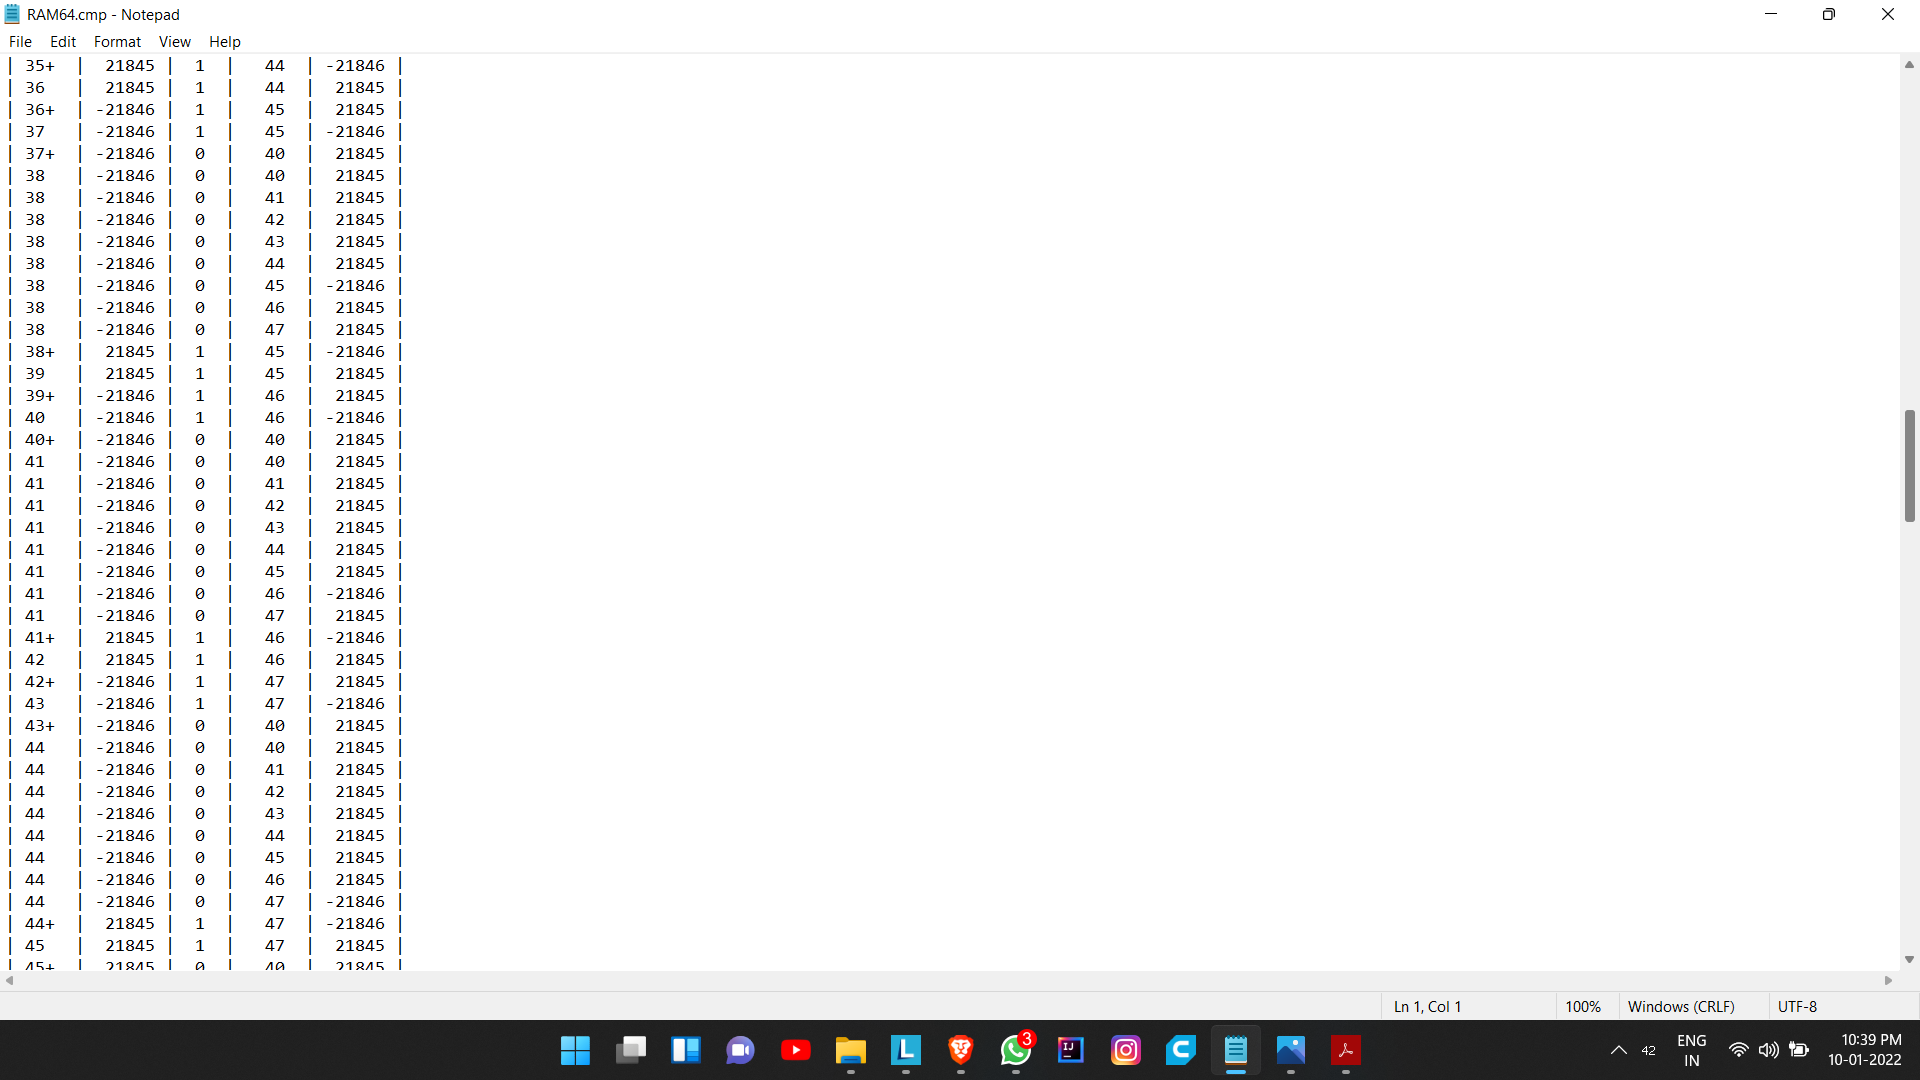 RAM64.cmp - Notepad
File Edit Format View Help
| 35+  |  21845 |  1  |   44  | -21846 |
| 36   |  21845 |  1  |   44  |  21845 |
| 36+  | -21846 |  1  |   45  |  21845 |
| 37   | -21846 |  1  |   45  | -21846 |
| 37+  | -21846 |  0  |   40  |  21845 |
| 38   | -21846 |  0  |   40  |  21845 |
| 38   | -21846 |  0  |   41  |  21845 |
| 38   | -21846 |  0  |   42  |  21845 |
| 38   | -21846 |  0  |   43  |  21845 |
| 38   | -21846 |  0  |   44  |  21845 |
| 38   | -21846 |  0  |   45  | -21846 |
| 38   | -21846 |  0  |   46  |  21845 |
| 38   | -21846 |  0  |   47  |  21845 |
| 38+  |  21845 |  1  |   45  | -21846 |
| 39   |  21845 |  1  |   45  |  21845 |
| 39+  | -21846 |  1  |   46  |  21845 |
| 40   | -21846 |  1  |   46  | -21846 |
| 40+  | -21846 |  0  |   40  |  21845 |
| 41   | -21846 |  0  |   40  |  21845 |
| 41   | -21846 |  0  |   41  |  21845 |
| 41   | -21846 |  0  |   42  |  21845 |
| 41   | -21846 |  0  |   43  |  21845 |
| 41   | -21846 |  0  |   44  |  21845 |
| 41   | -21846 |  0  |   45  |  21845 |
| 41   | -21846 |  0  |   46  | -21846 |
| 41   | -21846 |  0  |   47  |  21845 |
| 41+  |  21845 |  1  |   46  | -21846 |
| 42   |  21845 |  1  |   46  |  21845 |
| 42+  | -21846 |  1  |   47  |  21845 |
| 43   | -21846 |  1  |   47  | -21846 |
| 43+  | -21846 |  0  |   40  |  21845 |
| 44   | -21846 |  0  |   40  |  21845 |
| 44   | -21846 |  0  |   41  |  21845 |
| 44   | -21846 |  0  |   42  |  21845 |
| 44   | -21846 |  0  |   43  |  21845 |
| 44   | -21846 |  0  |   44  |  21845 |
| 44   | -21846 |  0  |   45  |  21845 |
| 44   | -21846 |  0  |   46  |  21845 |
| 44   | -21846 |  0  |   47  | -21846 |
| 44+  |  21845 |  1  |   47  | -21846 |
| 45   |  21845 |  1  |   47  |  21845 |
| 45+  |  21845 |  0  |   40  |  21845 |
Ln 1, Col 1 100% Windows (CRLF) UTF-8
3
L
IJ
C
42
ENG
IN
10:39 PM
10-01-2022